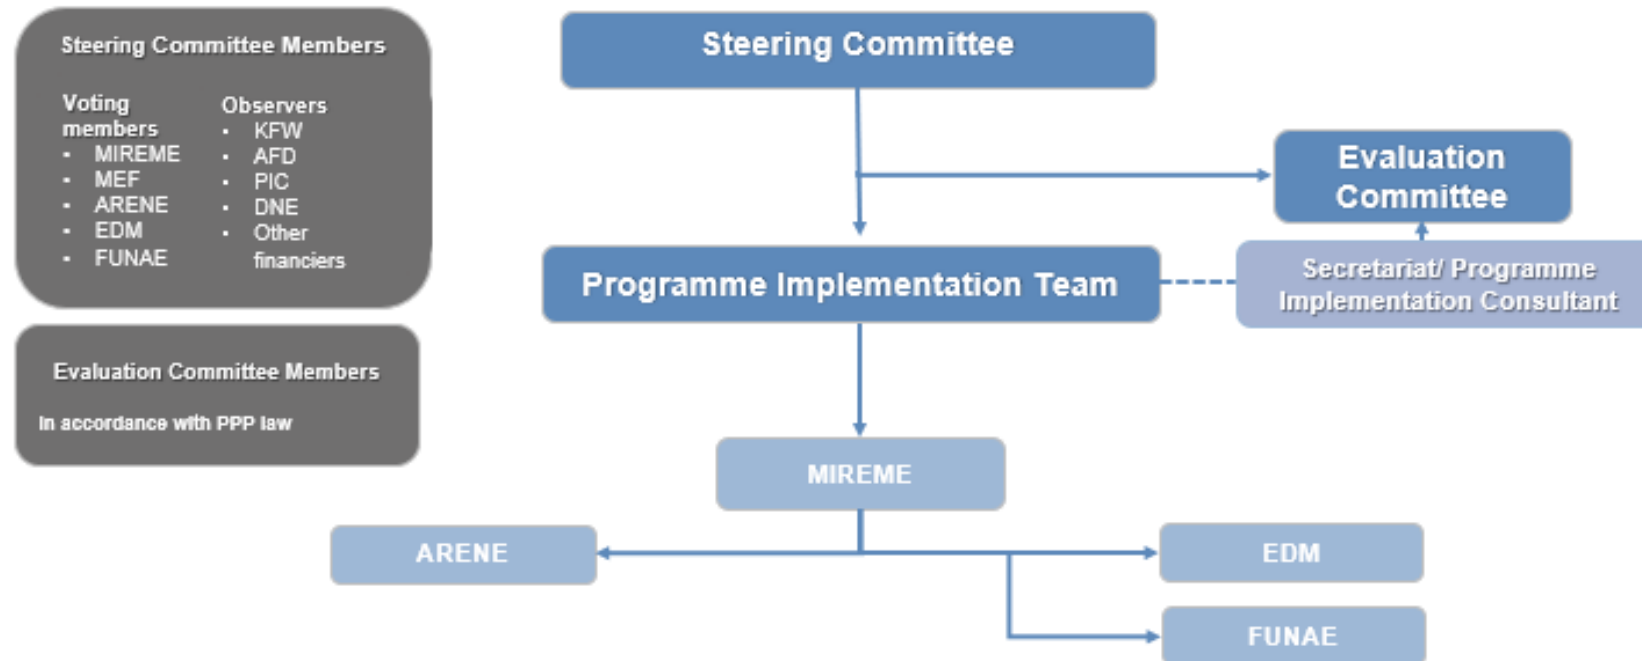 Steering Committee Members
Voting
members
▪ MIREME
▪ MEF
▪ ARENE
▪ EDM
▪ FUNAE
Observers
▪ KFW
▪ AFD
▪ PIC
▪ DNE
▪ Other
financiers
Evaluation Committee Members
In accordance with PPP law
Steering Committee
Evaluation
Committee
Programme Implementation Team
Secretariat/ Programme
Implementation Consultant
MIREME
ARENE
EDM
FUNAE